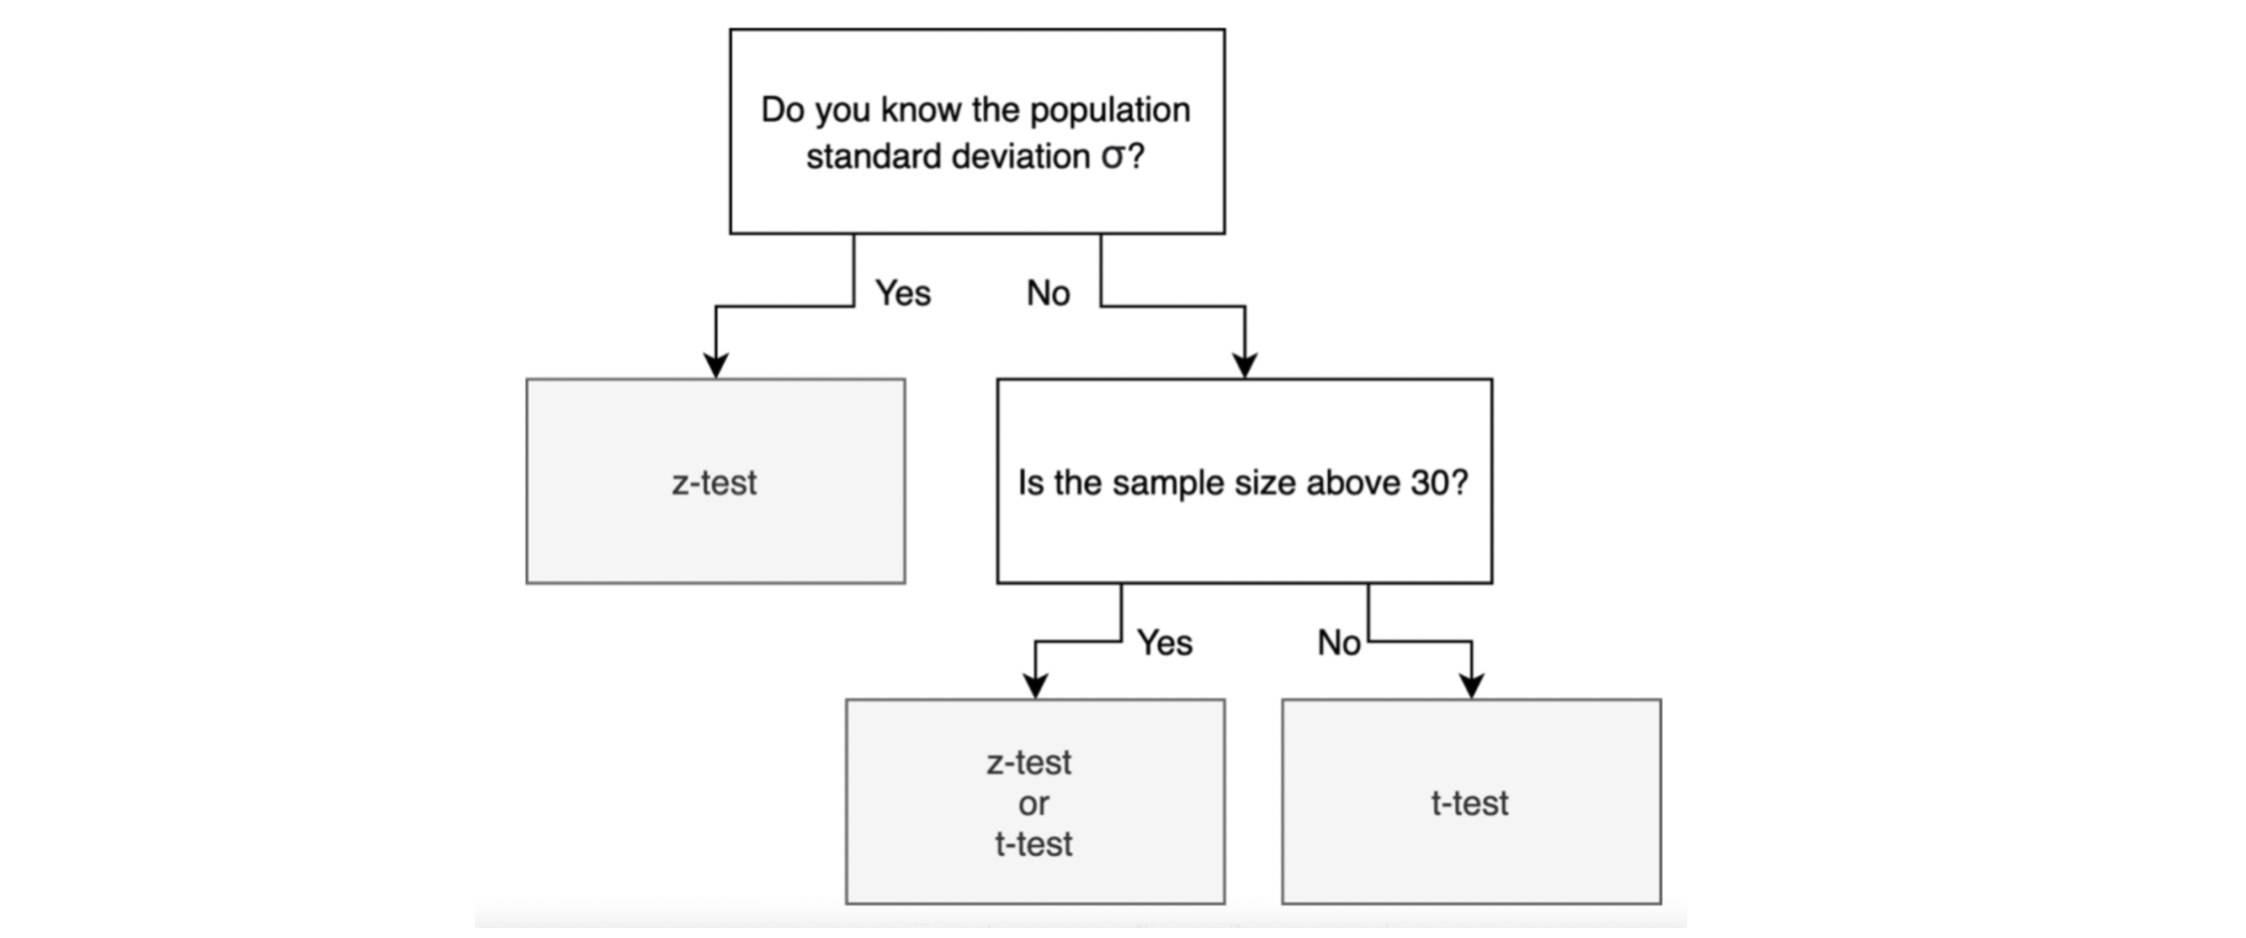 Do you know the population
standard deviation σ?
Yes
No
z-test
Is the sample size above 30?
Yes
No
z-test
or
t-test
t-test